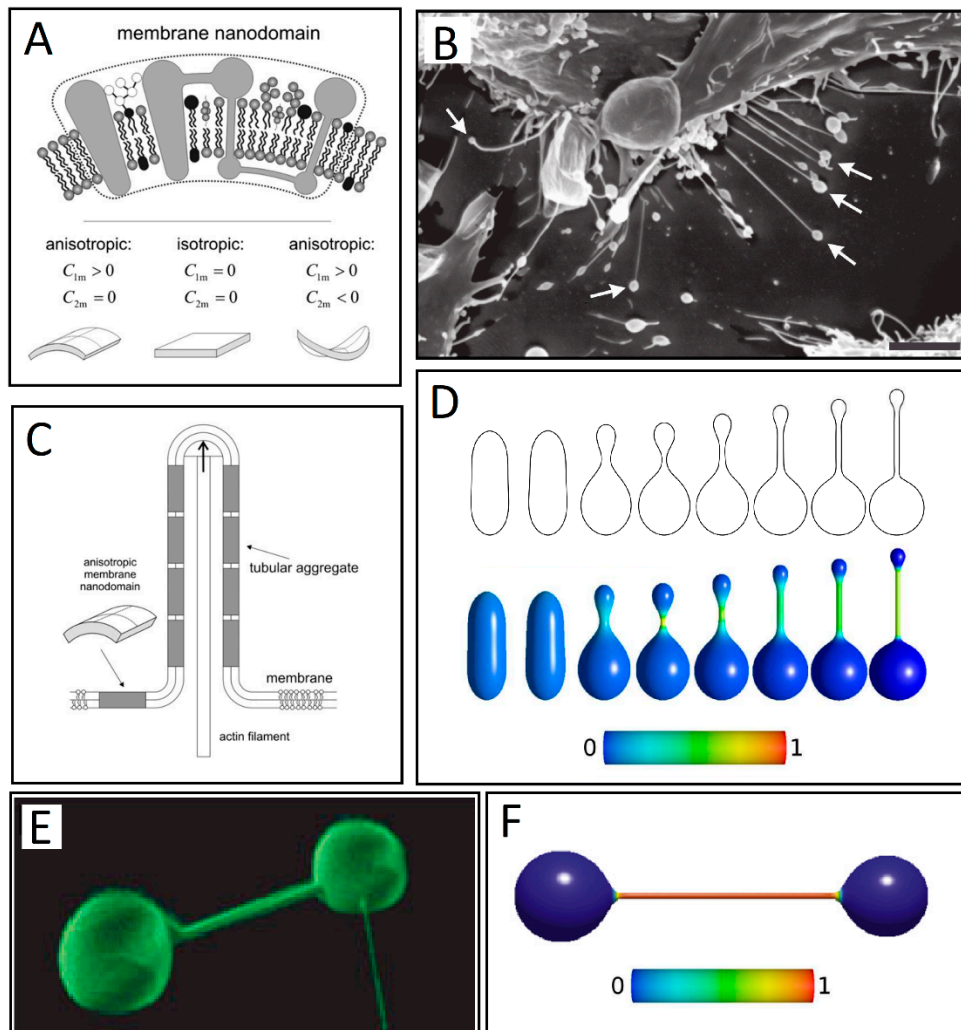 A
membrane nanodomain
anisotropic: isotropic: anisotropic:
C1m > 0 C1m = 0 C1m > 0
C2m = 0 C2m = 0 C2m < 0
B
C
anisotropic
membrane
nanodomain
tubular aggregate
membrane
actin filament
D
0 1
E
F
0 1